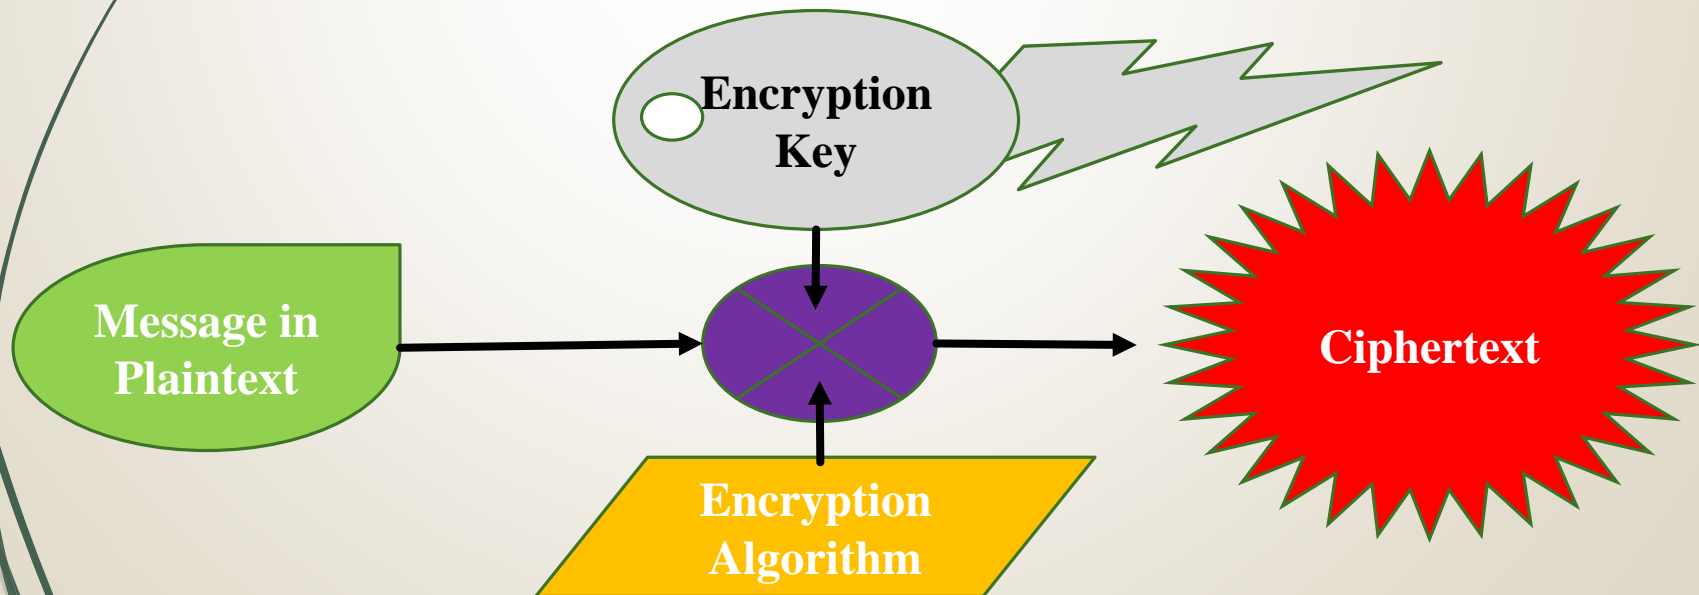 Encryption
Key
Message in
Plaintext
Ciphertext
Encryption
Algorithm